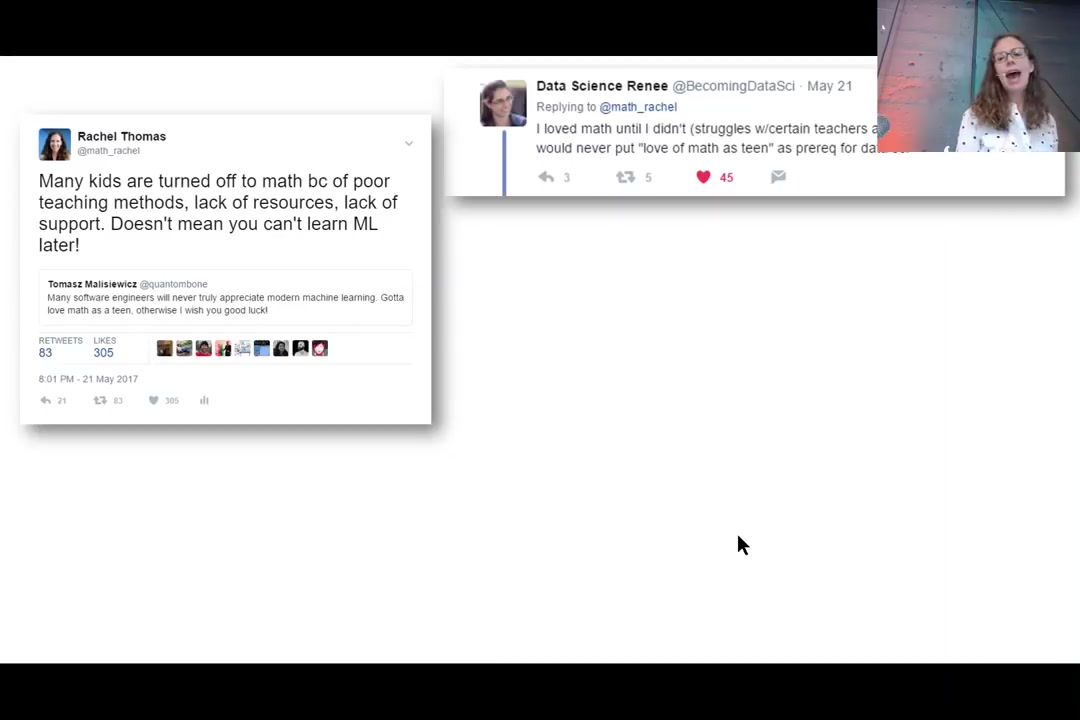 Rachel Thomas
@math_rachel
Many kids are turned off to math bc of poor
teaching methods, lack of resources, lack of
support. Doesn't mean you can't learn ML
later!
Tomasz Malisiewicz @quantombone
Many software engineers will never truly appreciate modern machine learning. Gotta
love math as a teen, otherwise I wish you good luck!
RETWEETS LIKES
83 305
8:01 PM - 21 May 2017
21 83 305
Data Science Renee @BecomingDataSci · May 21
Replying to @math_rachel
I loved math until I didn't (struggles w/certain teachers
would never put "love of math as teen" as prereq for
3 5 45